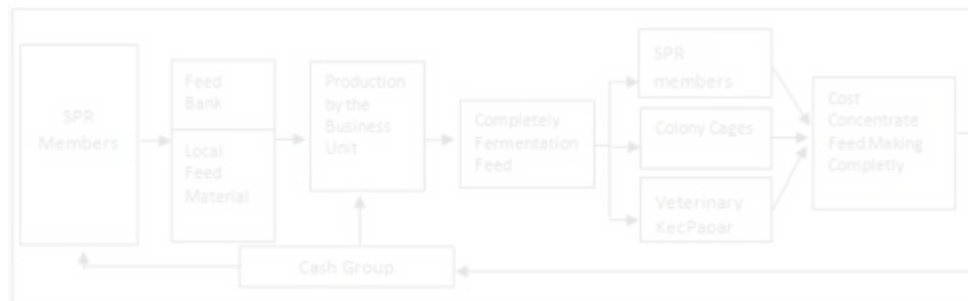 SPR
Members
Feed
Bank
Local
Feed
Material
Production
by the
Business
Unit
Completely
Fermentation
Feed
SPR
members
Colony Cages
Veterinary
KecPapar
Cost
Concentrate
Feed Making
Completly
Cash Group